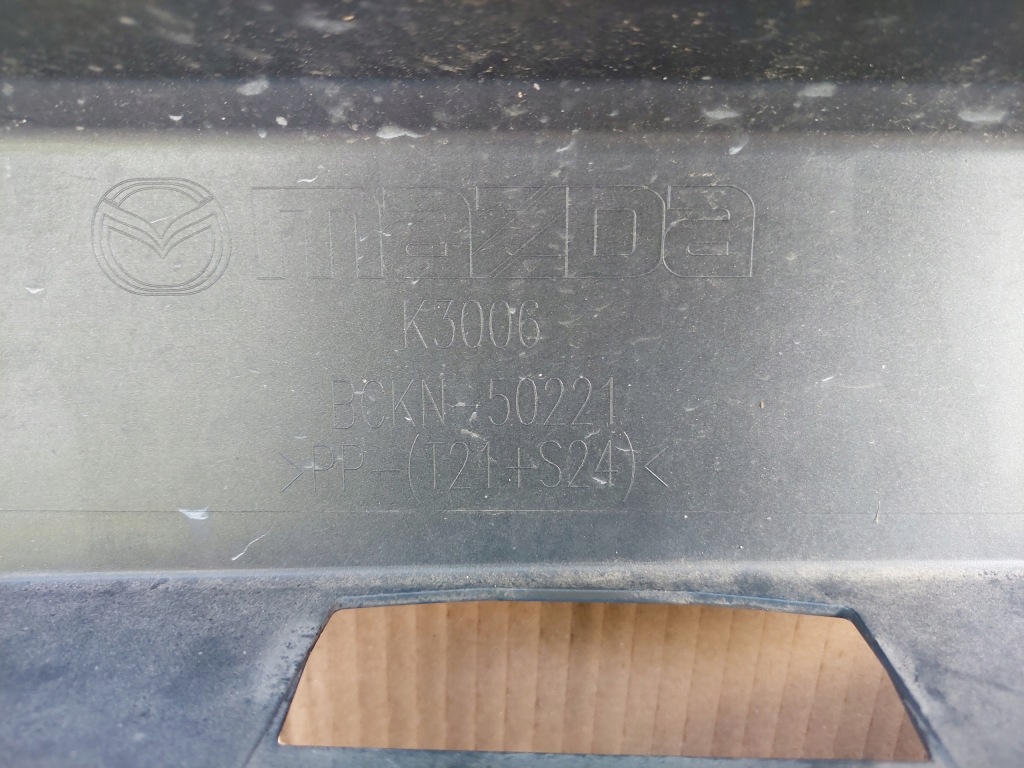 mazDa
K3006
BCKN-50221
>PP-(T21+S24)<